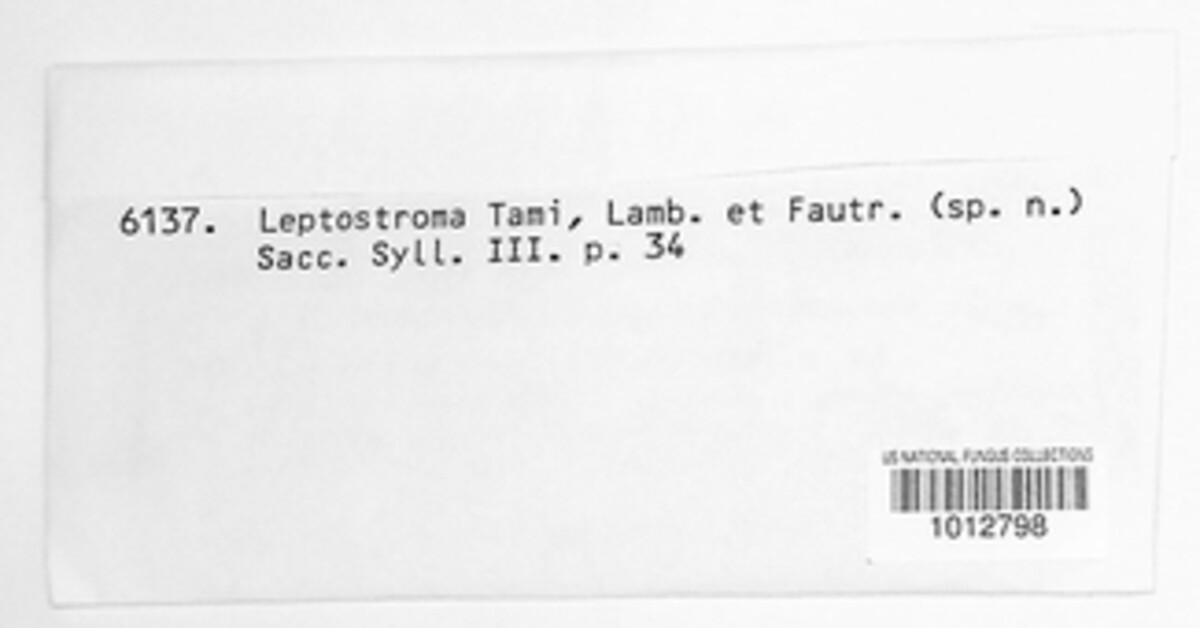 6137. Leptostroma Tami, Lamb. et Fautr. (sp. n.)
Sacc. Syll. III. p. 34
US NATIONAL FUNGUS COLLECTIONS
1012798